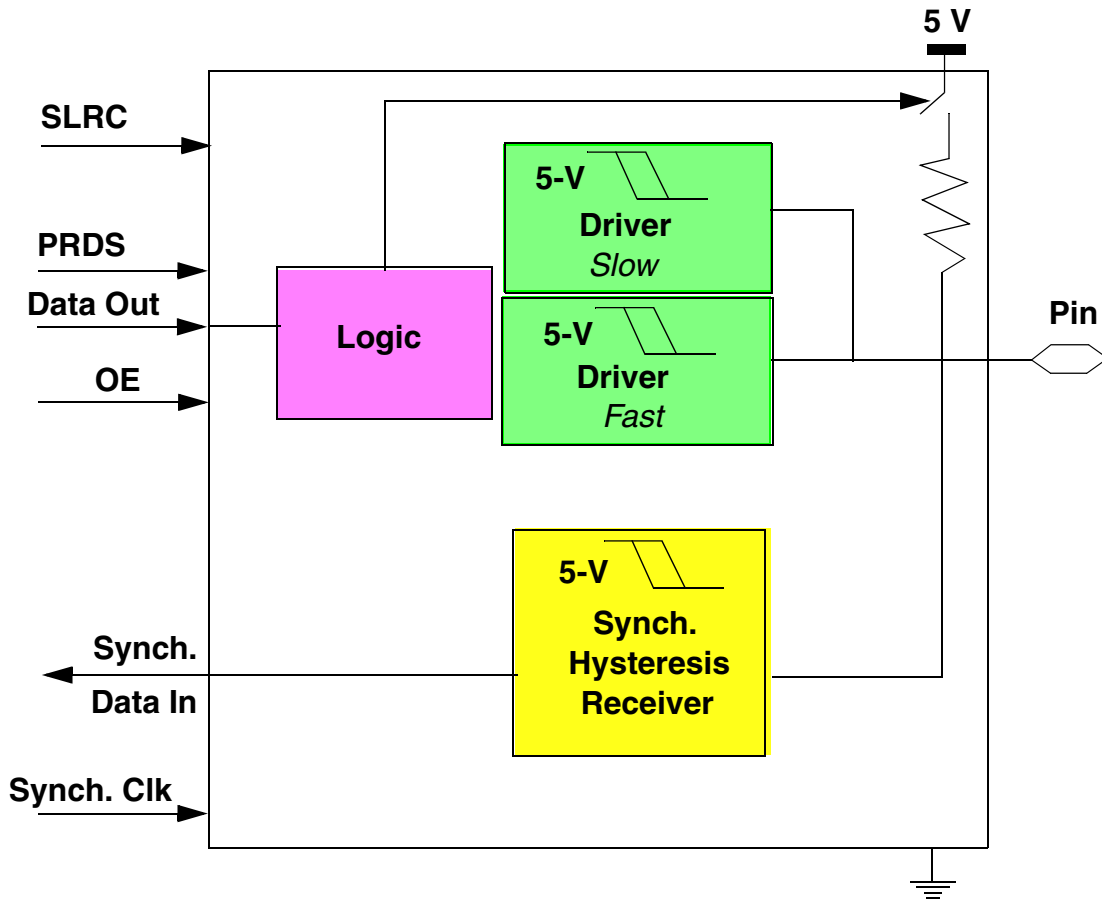 5 V
SLRC
5-V
Driver
Slow
PRDS
Data Out
Logic
5-V
Driver
Fast
Pin
OE
5-V
Synch.
Hysteresis
Receiver
Synch.
Data In
Synch. Clk